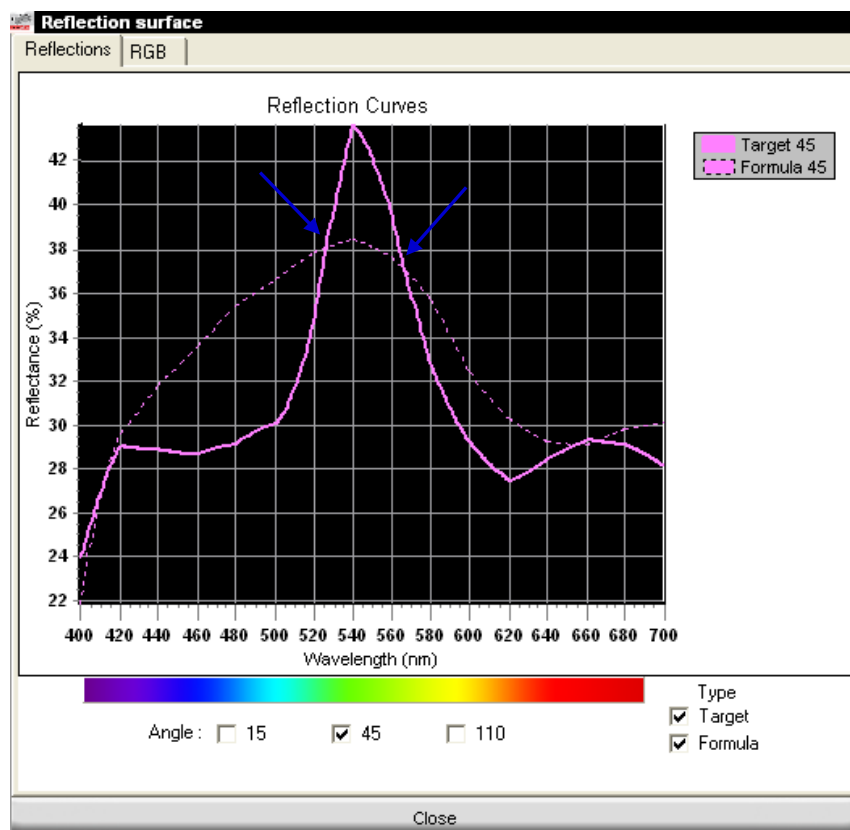 Reflection surface
Reflections RGB
Reflection Curves
Target 45
Formula 45
Reflectance (%)
42
40
38
36
34
32
30
28
26
24
22
400 420 440 460 480 500 520 540 560 580 600 620 640 660 680 700
Wavelength (nm)
Angle : 15 45 110
Type
Target
Formula
Close